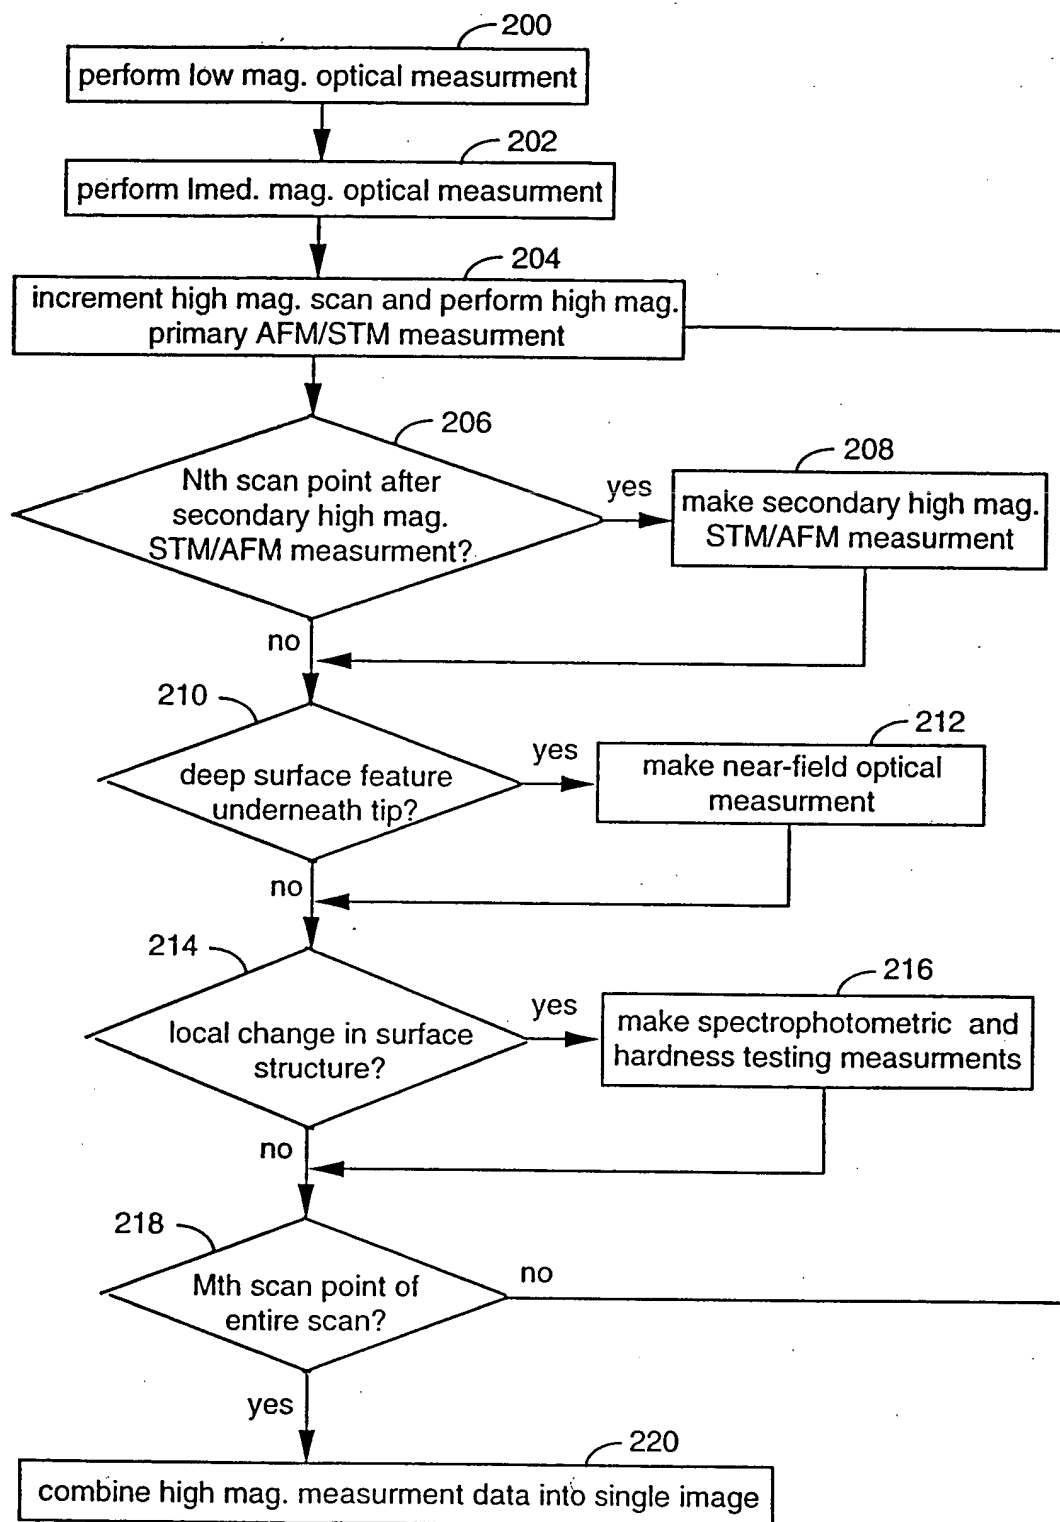 200
perform low mag. optical measurment
202
perform Imed. mag. optical measurment
204
increment high mag. scan and perform high mag.
primary AFM/STM measurment
206
Nth scan point after
secondary high mag.
STM/AFM measurment?
yes
208
make secondary high mag.
STM/AFM measurment
no
210
deep surface feature
underneath tip?
yes
212
make near-field optical
measurment
no
214
local change in surface
structure?
yes
216
make spectrophotometric and
hardness testing measurments
no
218
Mth scan point of
entire scan?
no
yes
220
combine high mag. measurment data into single image